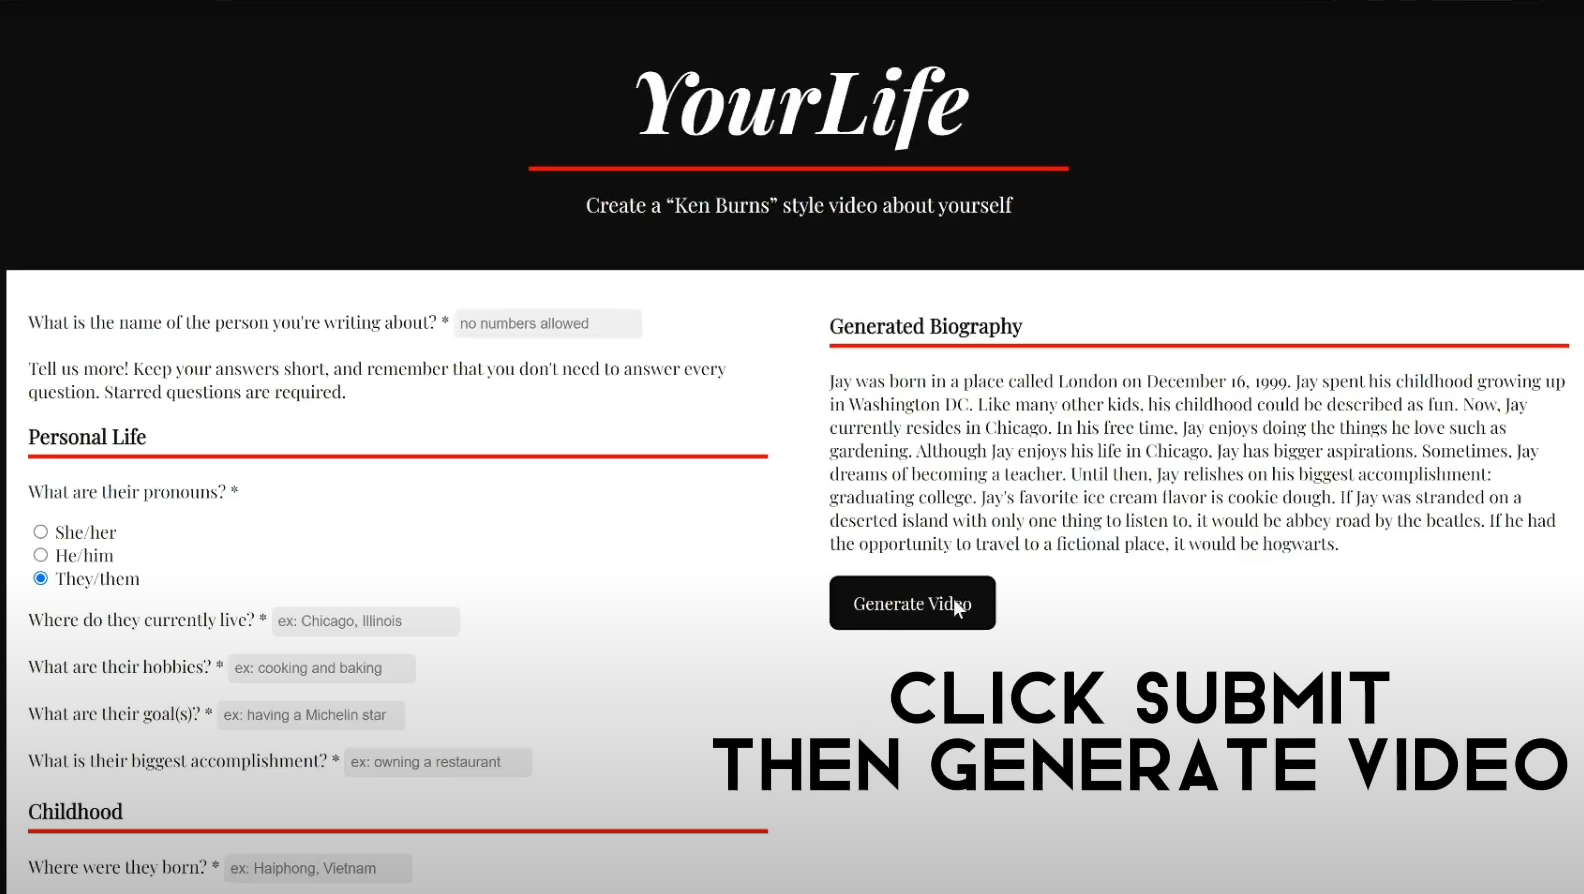 YourLife
Create a “Ken Burns” style video about yourself
What is the name of the person you're writing about? * no numbers allowed
Tell us more! Keep your answers short, and remember that you don't need to answer every
question. Starred questions are required.
Personal Life
What are their pronouns? *
She/her
He/him
They/them
Where do they currently live? * ex: Chicago, Illinois
What are their hobbies? * ex: cooking and baking
What are their goal(s)? * ex: having a Michelin star
What is their biggest accomplishment? * ex: owning a restaurant
Childhood
Where were they born? * ex: Haiphong, Vietnam
Generated Biography
Jay was born in a place called London on December 16, 1999. Jay spent his childhood growing up
in Washington DC. Like many other kids, his childhood could be described as fun. Now, Jay
currently resides in Chicago. In his free time, Jay enjoys doing the things he love such as
gardening. Although Jay enjoys his life in Chicago, Jay has bigger aspirations. Sometimes, Jay
dreams of becoming a teacher. Until then, Jay relishes on his biggest accomplishment:
graduating college. Jay's favorite ice cream flavor is cookie dough. If Jay was stranded on a
deserted island with only one thing to listen to, it would be abbey road by the beatles. If he had
the opportunity to travel to a fictional place, it would be hogwarts.
Generate Video
CLICK SUBMIT
THEN GENERATE VIDEO